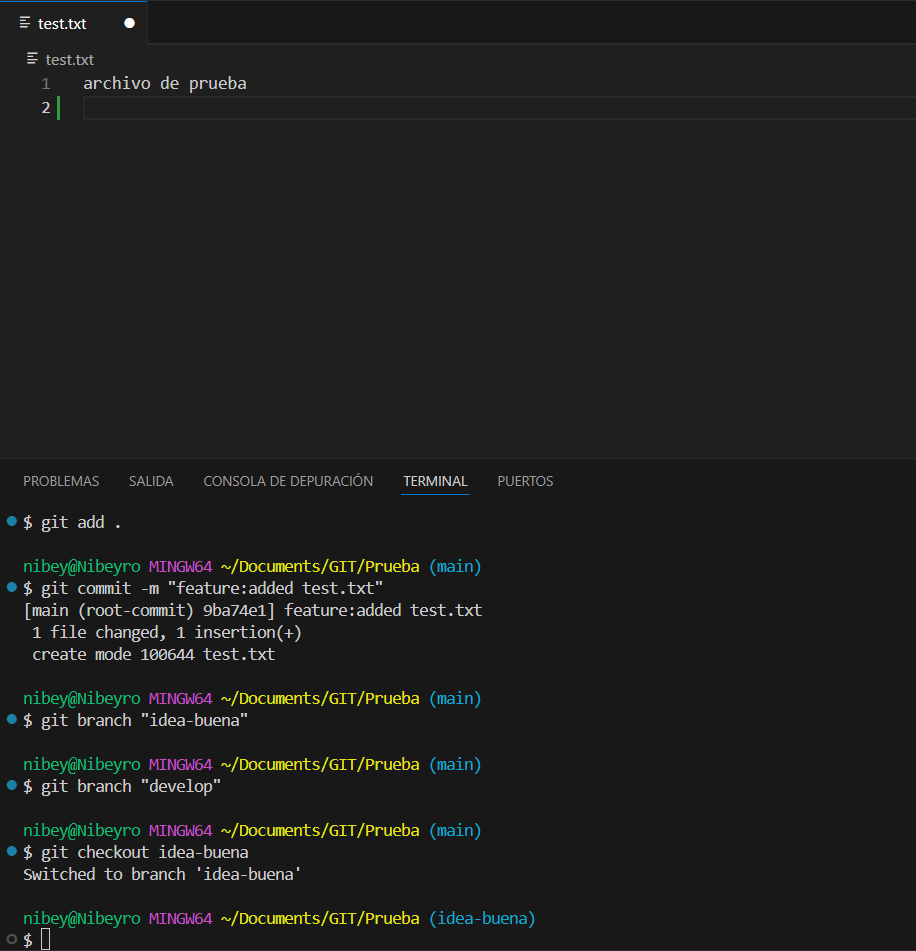 test.txt
test.txt
1 archivo de prueba
2
PROBLEMAS SALIDA CONSOLA DE DEPURACIÓN TERMINAL PUERTOS
$ git add .
nibey@Nibeyro MINGW64 ~/Documents/GIT/Prueba (main)
$ git commit -m "feature:added test.txt"
[main (root-commit) 9ba74e1] feature:added test.txt
1 file changed, 1 insertion(+)
create mode 100644 test.txt
nibey@Nibeyro MINGW64 ~/Documents/GIT/Prueba (main)
$ git branch "idea-buena"
nibey@Nibeyro MINGW64 ~/Documents/GIT/Prueba (main)
$ git branch "develop"
nibey@Nibeyro MINGW64 ~/Documents/GIT/Prueba (main)
$ git checkout idea-buena
Switched to branch 'idea-buena'
nibey@Nibeyro MINGW64 ~/Documents/GIT/Prueba (idea-buena)
$